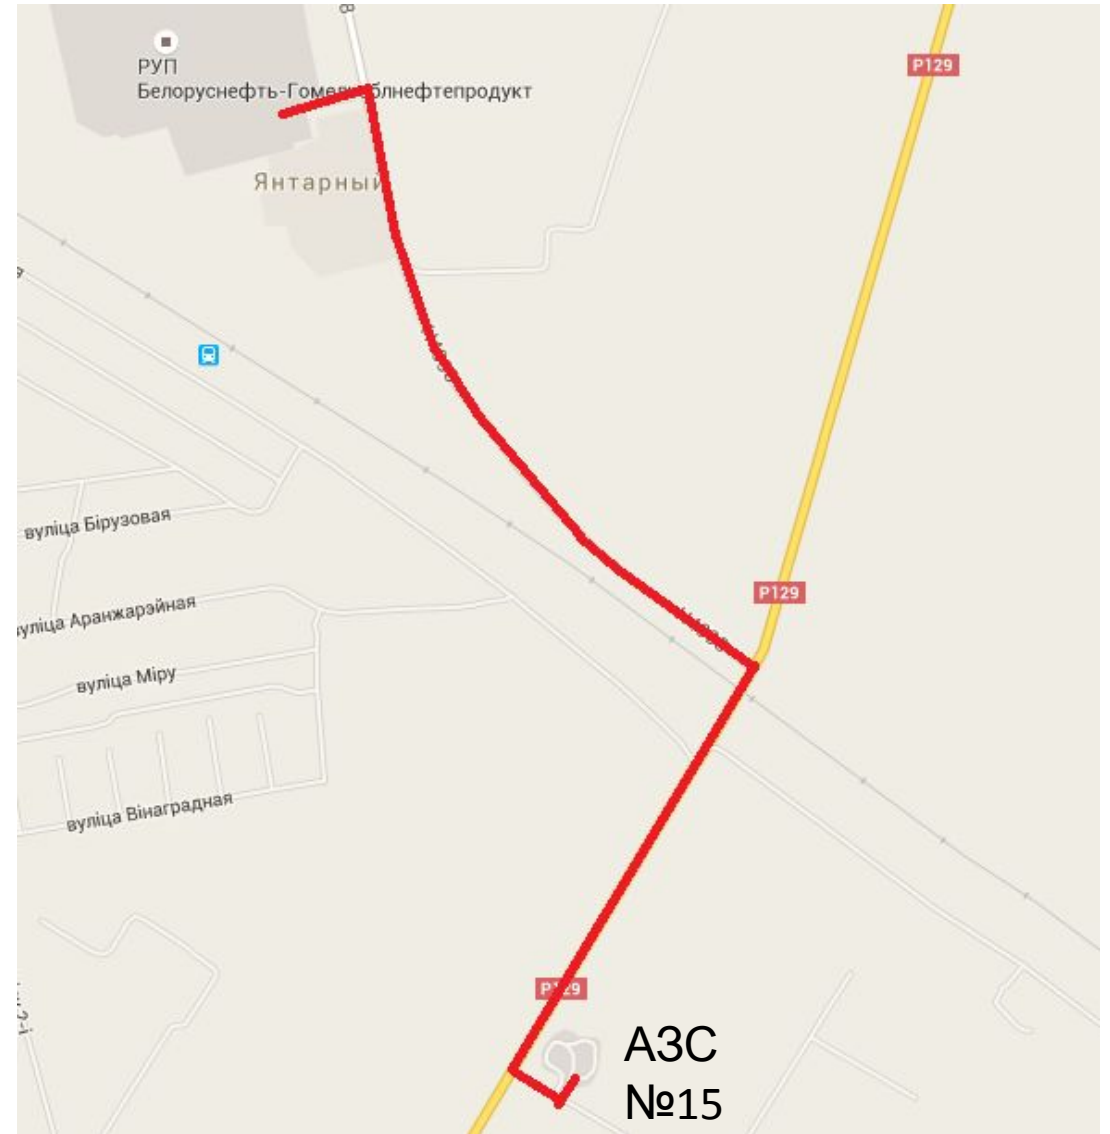 в
РУП
Белоруснефть-Гомельоблнефтепродукт
Р129
Янтарный
вуліца Бірузовая
Р129
вуліца Аранжарэйная
вуліца Міру
вуліца Вінаградная
Р129
АЗС
№15